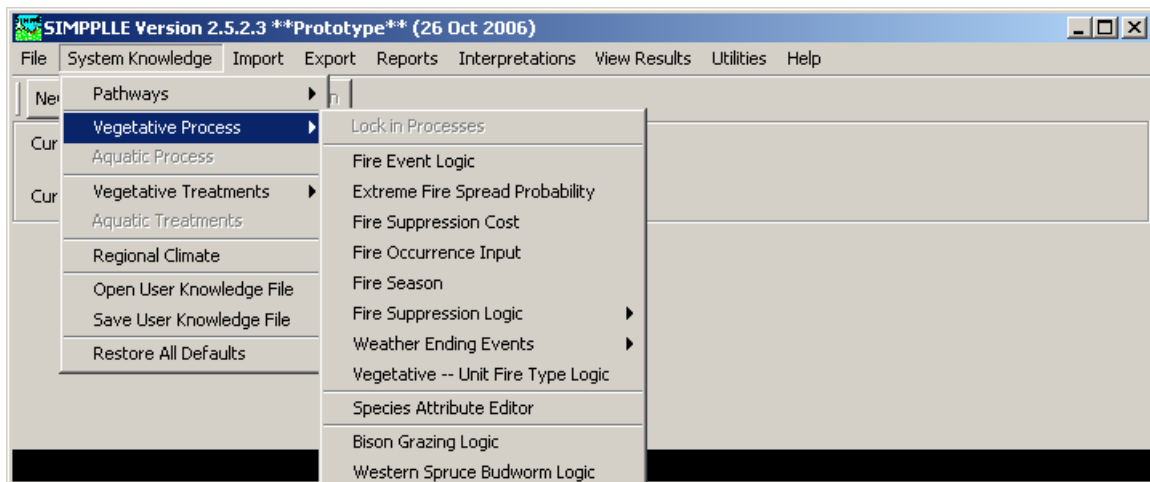 SIMPPLLE Version 2.5.2.3 **Prototype** (26 Oct 2006)
File System Knowledge Import Export Reports Interpretations View Results Utilities Help
Pathways
Vegetative Process
Aquatic Process
Vegetative Treatments
Aquatic Treatments
Regional Climate
Open User Knowledge File
Save User Knowledge File
Restore All Defaults
Lock in Processes
Fire Event Logic
Extreme Fire Spread Probability
Fire Suppression Cost
Fire Occurrence Input
Fire Season
Fire Suppression Logic
Weather Ending Events
Vegetative -- Unit Fire Type Logic
Species Attribute Editor
Bison Grazing Logic
Western Spruce Budworm Logic